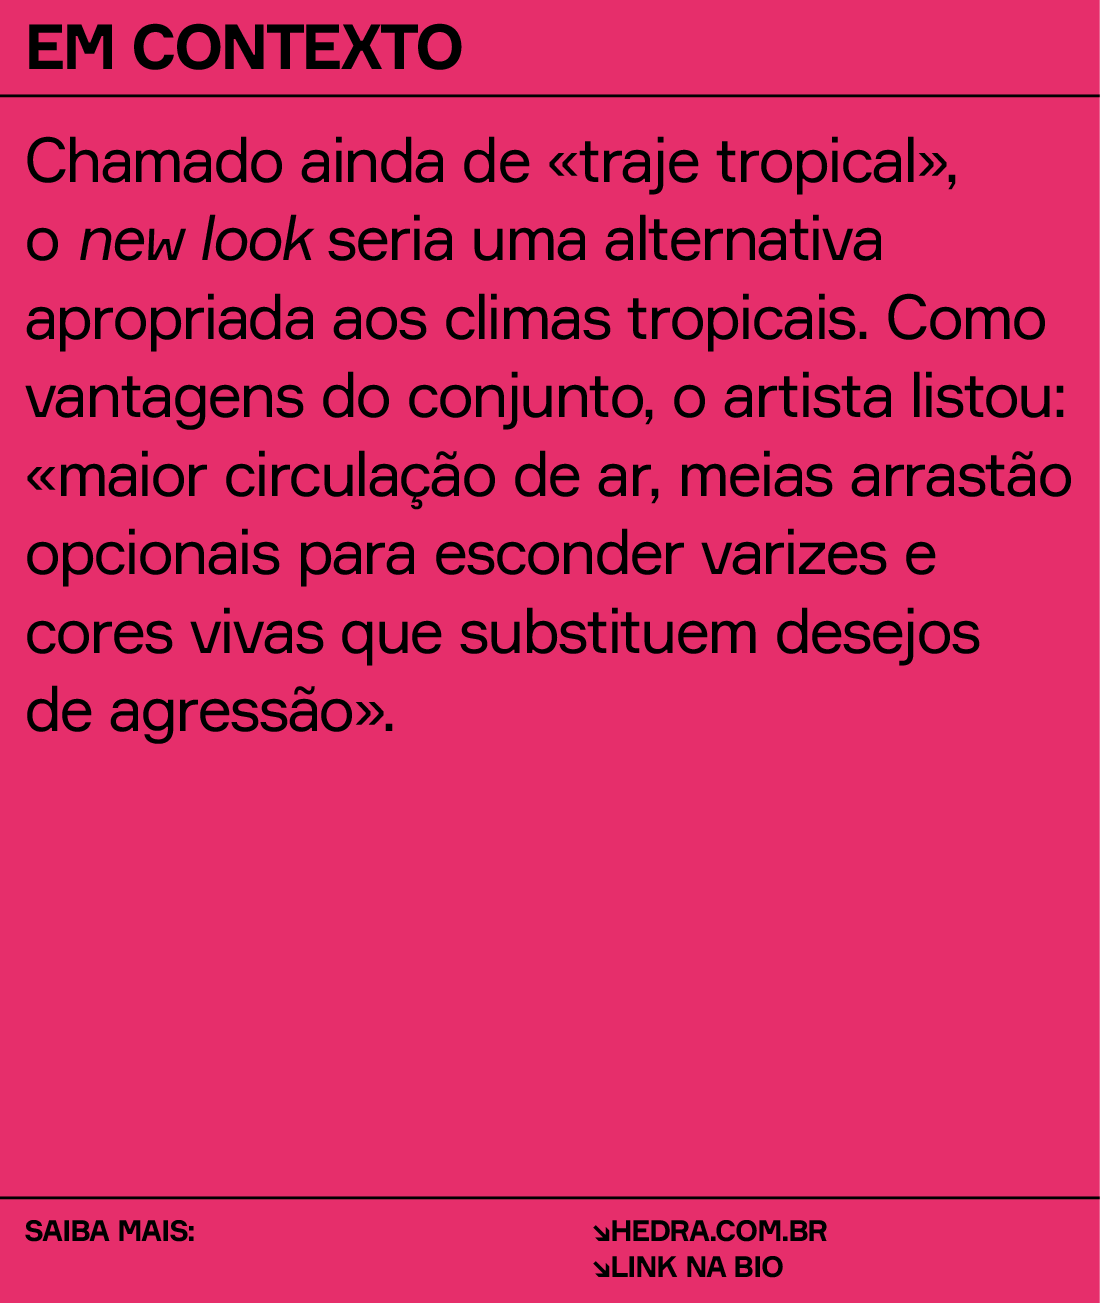 EM CONTEXTO
Chamado ainda de «traje tropical»,
o new look seria uma alternativa
apropriada aos climas tropicais. Como
vantagens do conjunto, o artista listou:
«maior circulação de ar, meias arrastão
opcionais para esconder varizes e
cores vivas que substituem desejos
de agressão».
SAIBA MAIS:
↘HEDRA.COM.BR
↘LINK NA BIO